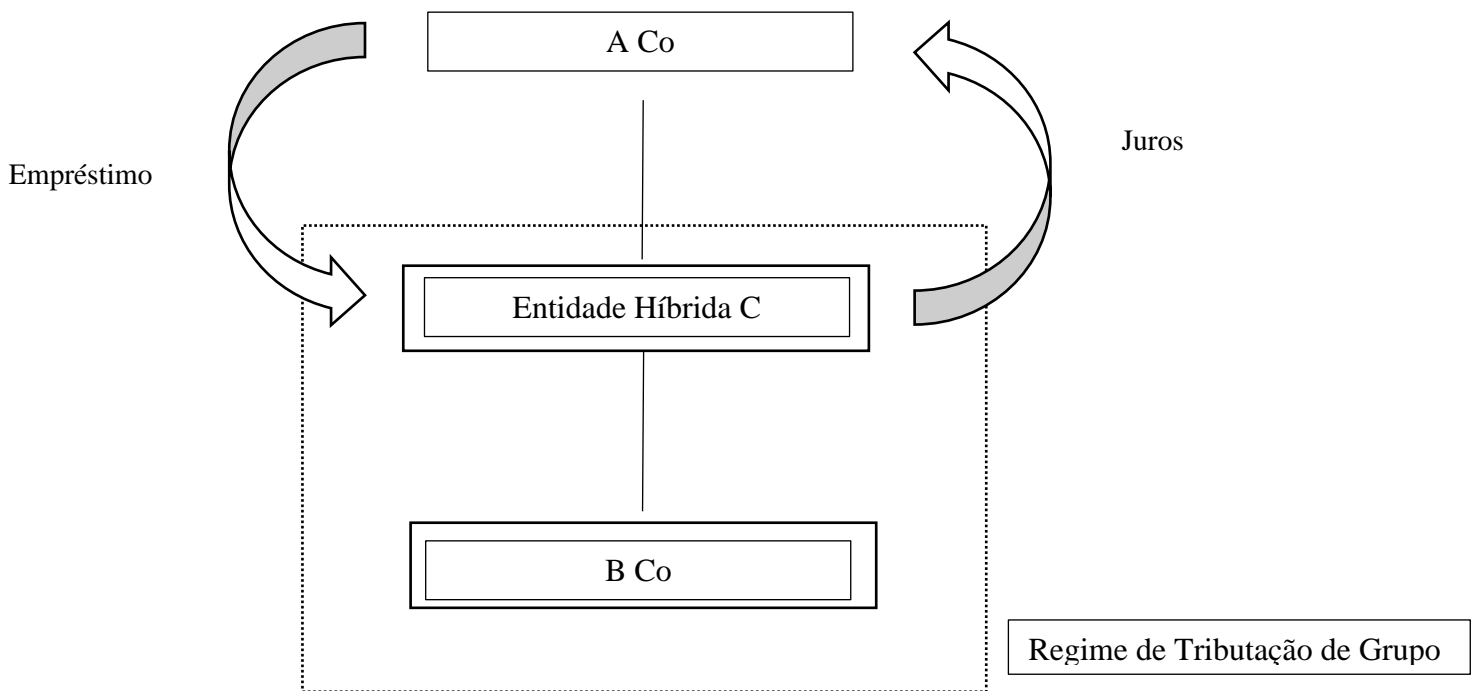 A Co
Juros
Empréstimo
Entidade Híbrida C
B Co
Regime de Tributação de Grupo